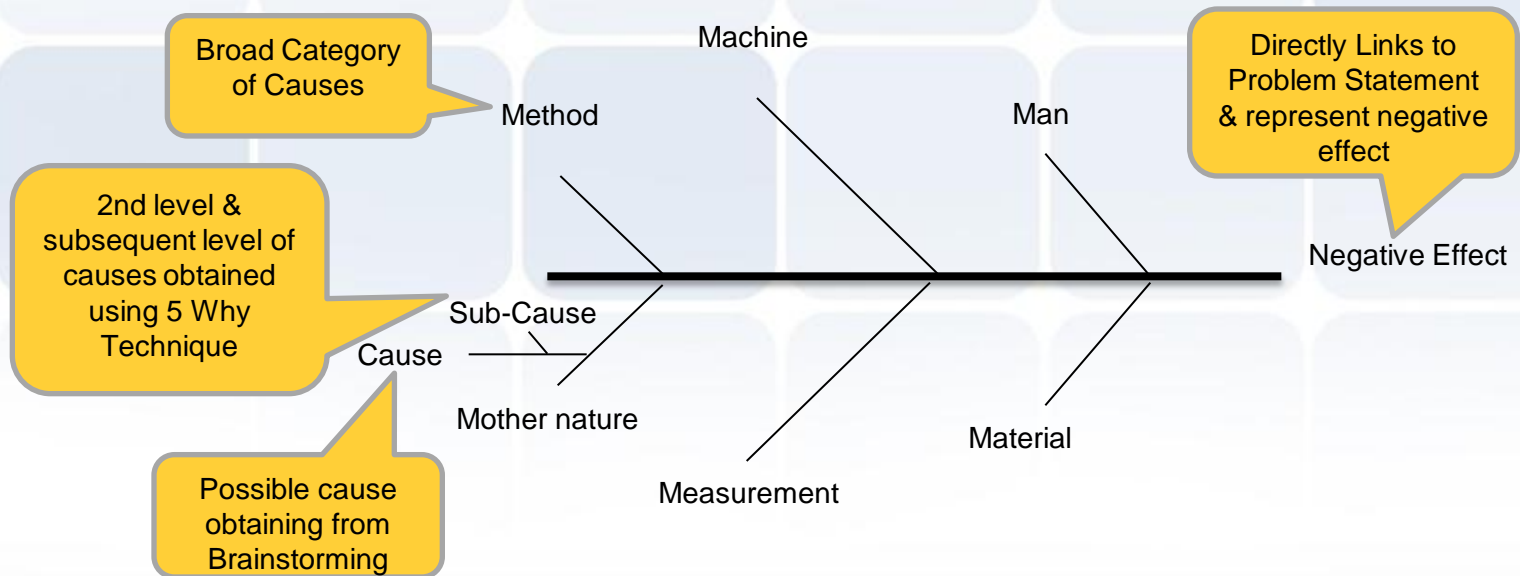 Machine
Broad Category
of Causes
Directly Links to
Problem Statement
& represent negative
effect
Method
Man
2nd level &
subsequent level of
causes obtained
using 5 Why
Technique
Negative Effect
Sub-Cause
Cause
Mother nature
Material
Measurement
Possible cause
obtaining from
Brainstorming